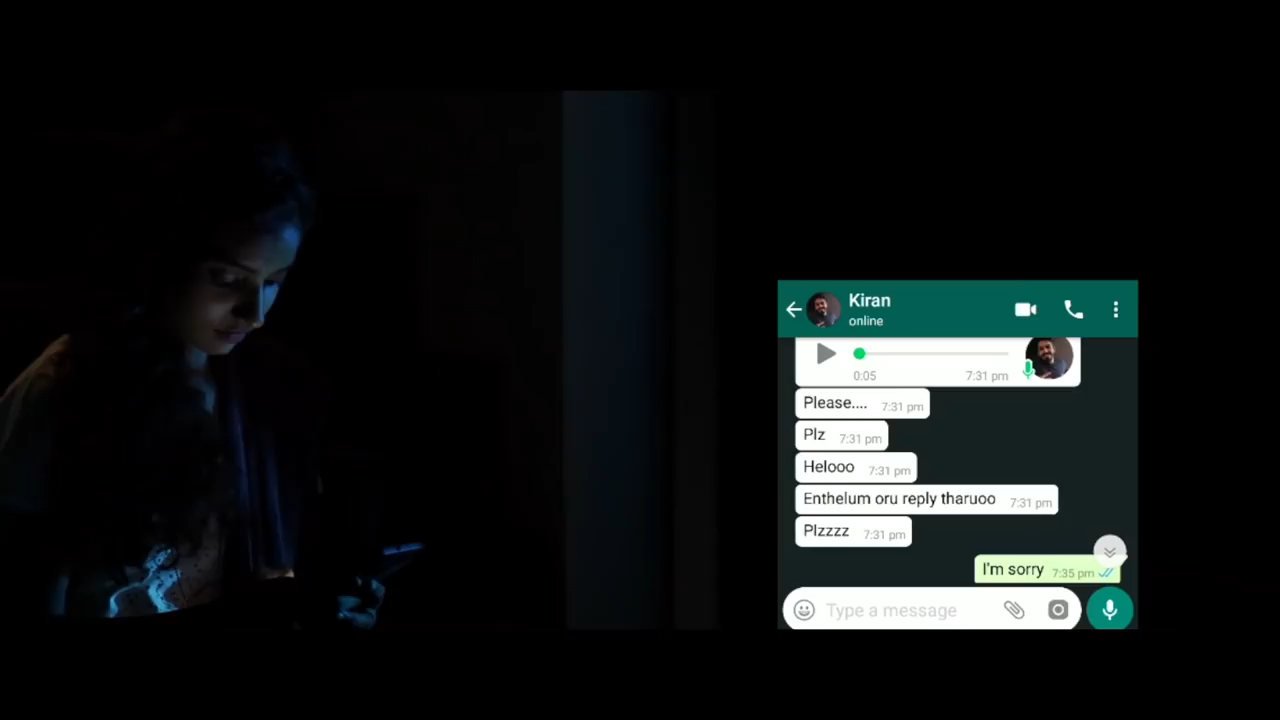 Kiran
online
0:05 7:31 pm
Please.... 7:31 pm
Plz 7:31 pm
Helooo 7:31 pm
Enthelum oru reply tharuoo 7:31 pm
Plzzzz 7:31 pm
I'm sorry 7:35 pm
Type a message